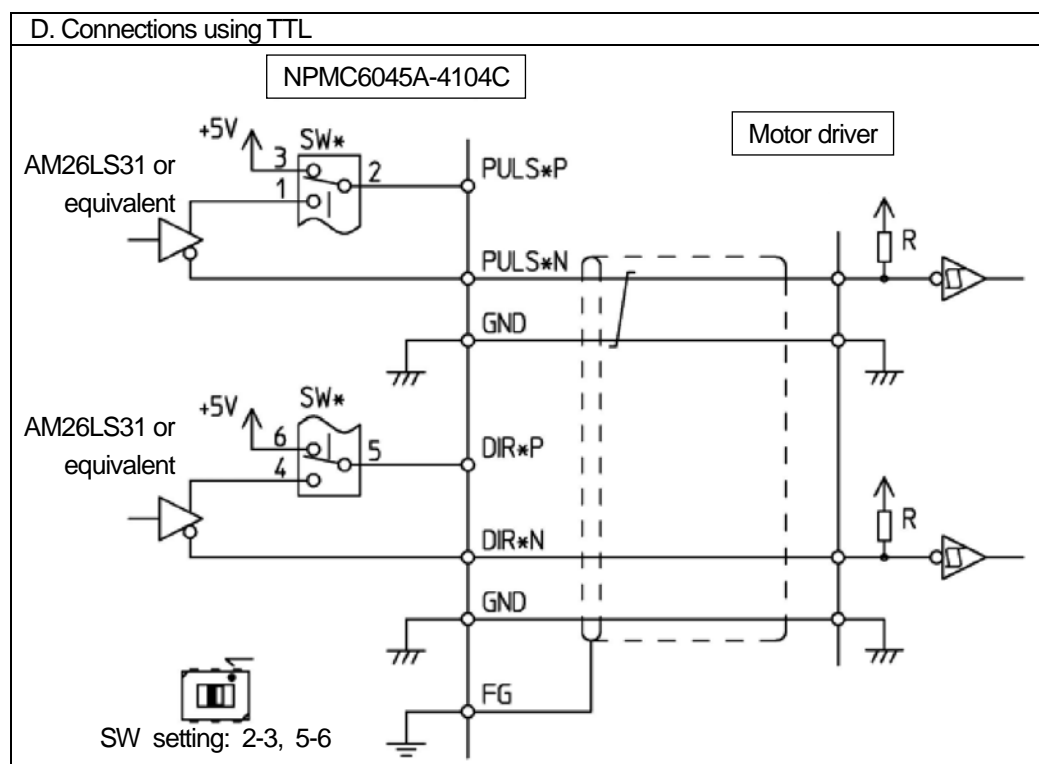 D. Connections using TTL
NPMC6045A-4104C
Motor driver
+5V
SW*
3
2
1
PULS*P
AM26LS31 or
equivalent
R
PULS*N
GND
+5V
SW*
6
5
4
DIR*P
AM26LS31 or
equivalent
R
DIR*N
GND
FG
SW setting: 2-3, 5-6